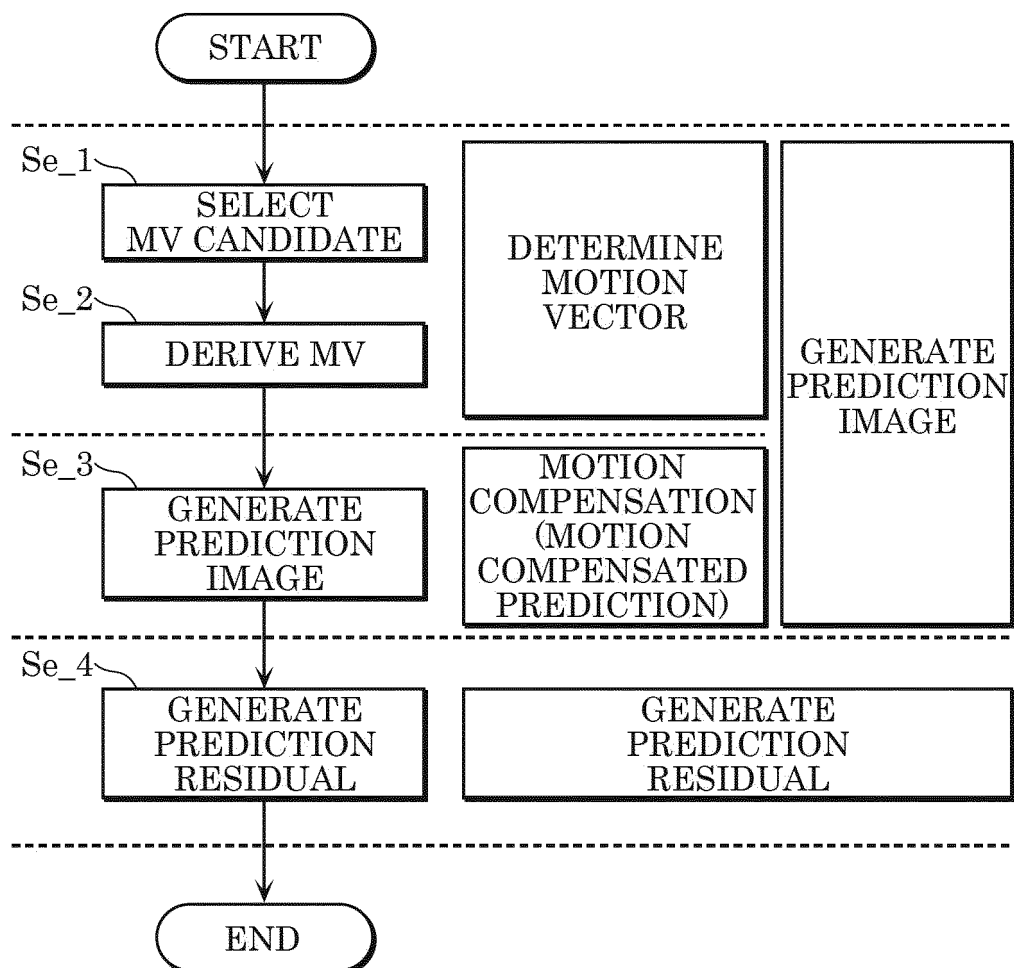 START
Se_1
SELECT
MV CANDIDATE
Se_2
DERIVE MV
DETERMINE
MOTION
VECTOR
GENERATE
PREDICTION
IMAGE
Se_3
GENERATE
PREDICTION
IMAGE
MOTION
COMPENSATION
(MOTION
COMPENSATED
PREDICTION)
Se_4
GENERATE
PREDICTION
RESIDUAL
GENERATE
PREDICTION
RESIDUAL
END